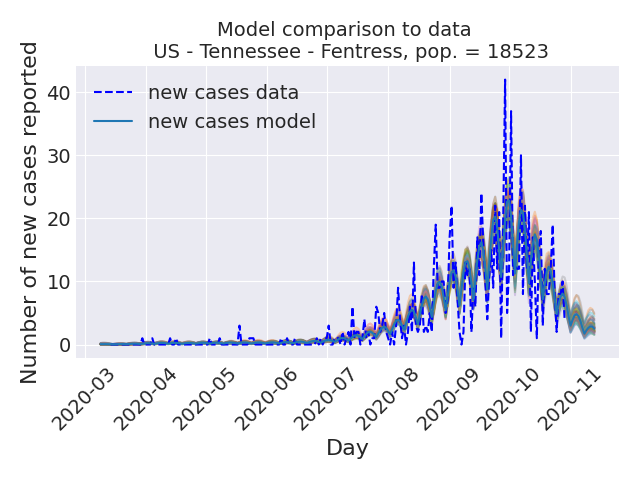 Model comparison to data
US - Tennessee - Fentress, pop. = 18523
new cases data
new cases model
Number of new cases reported
40
30
20
10
0
2020-03
2020-04
2020-05
2020-06
2020-07
2020-08
2020-09
2020-10
2020-11
Day